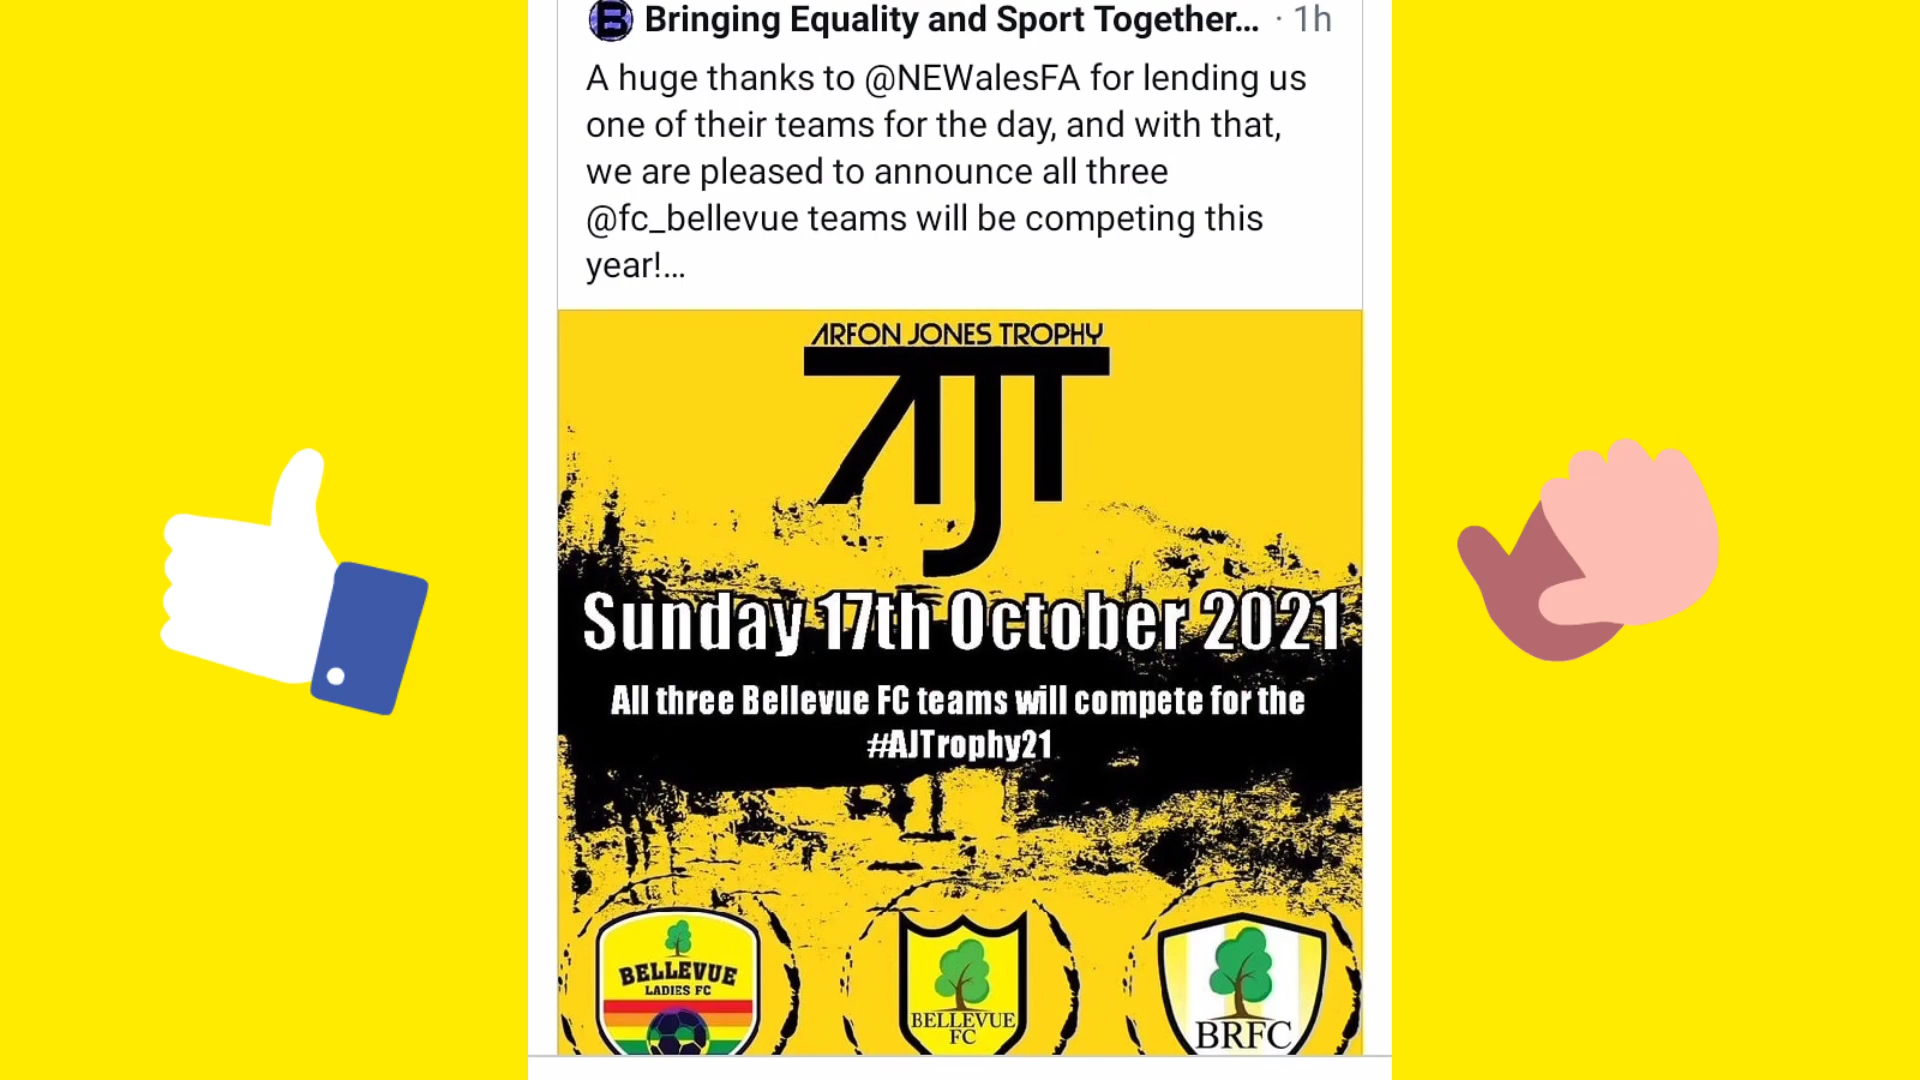 Bringing Equality and Sport Together... · 1h
A huge thanks to @NEWalesFA for lending us
one of their teams for the day, and with that,
we are pleased to announce all three
@fc_bellevue teams will be competing this
year!...
ARFON JONES TROPHY
AJT
Sunday 17th October 2021
All three Bellevue FC teams will compete for the
#AJTrophy21
BELLEVUE
LADIES FC
BELLEVUE
FC
BRFC